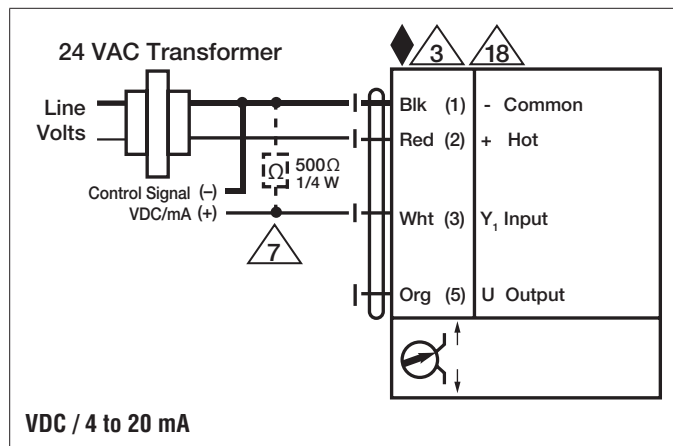 24 VAC Transformer
3
18
Line
Volts
Blk (1) - Common
Red (2) + Hot
Ω 500Ω
1/4 W
Control Signal (–)
VDC/mA (+)
Wht (3) Y₁ Input
7
Org (5) U Output
VDC / 4 to 20 mA